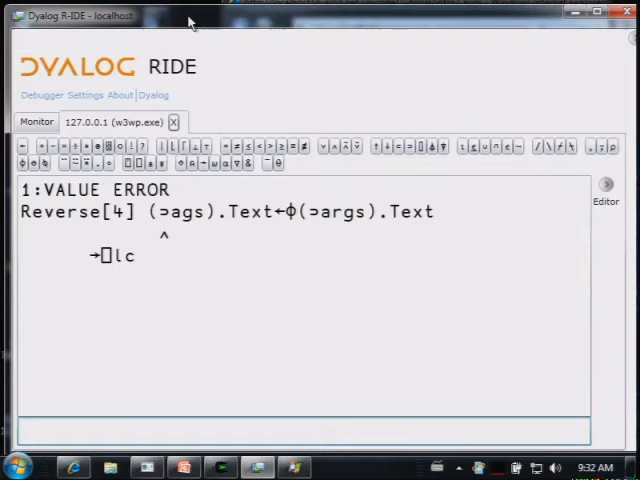 Dyalog R-IDE - localhost
DYALOG RIDE
Debugger Settings About Dyalog
Monitor 127.0.0.1 (w3wp.exe) X
1:VALUE ERROR
Reverse[4] (⊃ags).Text←⌽(⊃args).Text
^
→⎕lc
Editor
9:32 AM